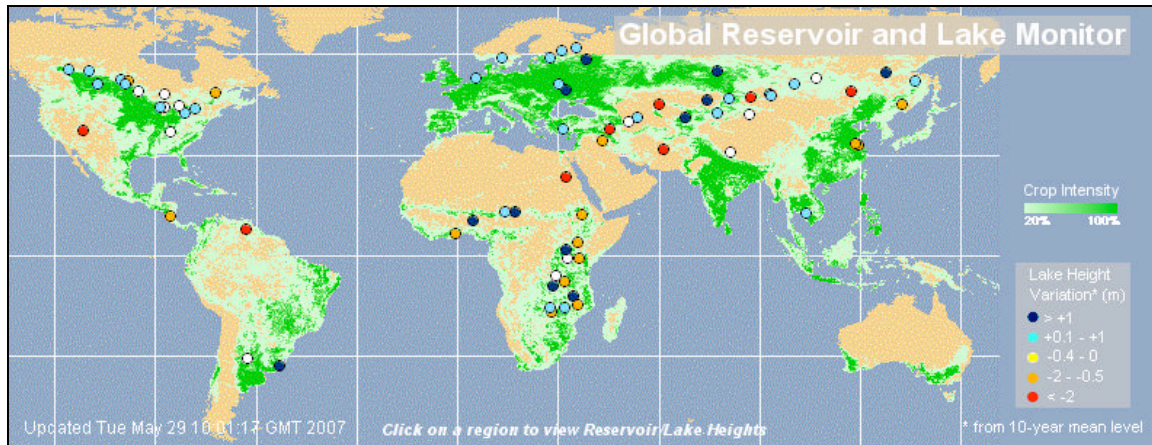 Global Reservoir and Lake Monitor
Crop Intensity
20% 100%
Lake Height
Variation* (m)
> +1
+0.1 - +1
-0.4 - 0
-2 - -0.5
< -2
Updated Tue May 29 10:01:17 GMT 2007
Click on a region to view Reservoir/Lake Heights
* from 10-year mean level